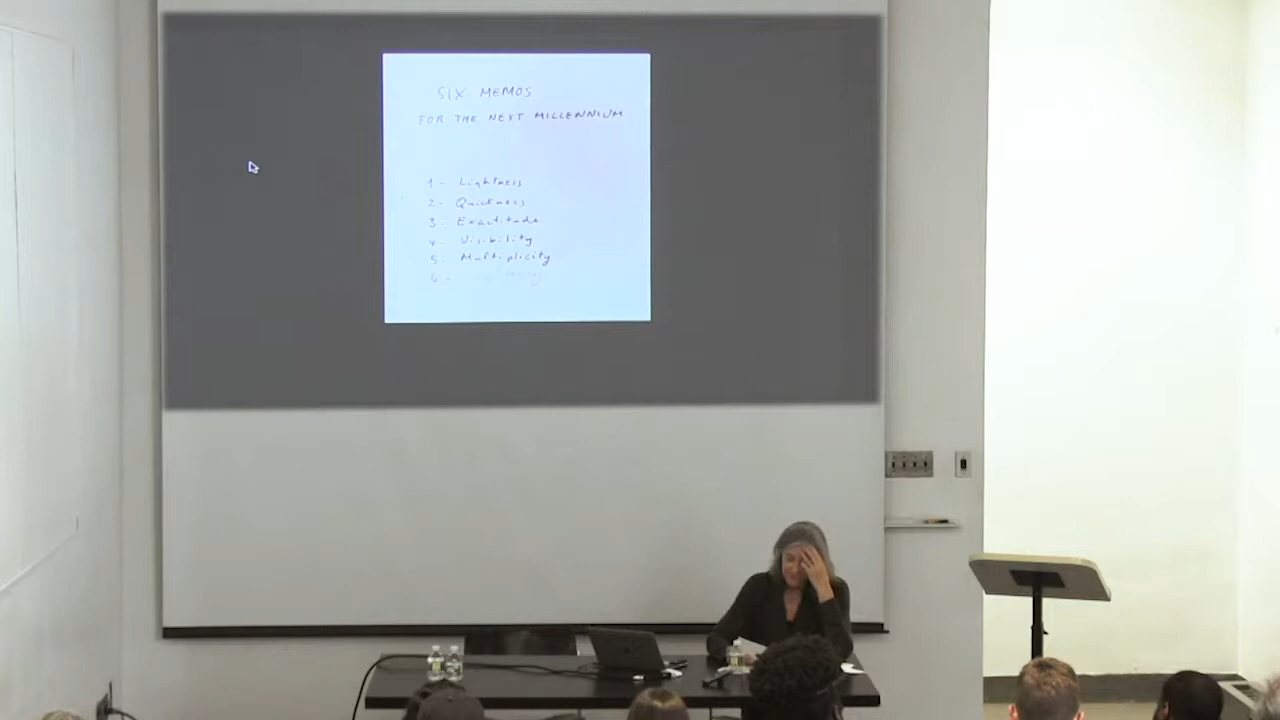 SIX MEMOS
FOR THE NEXT MILLENNIUM
1 - Lightness
2 - Quickness
3 - Exactitude
4 - Visibility
5 - Multiplicity
6 -